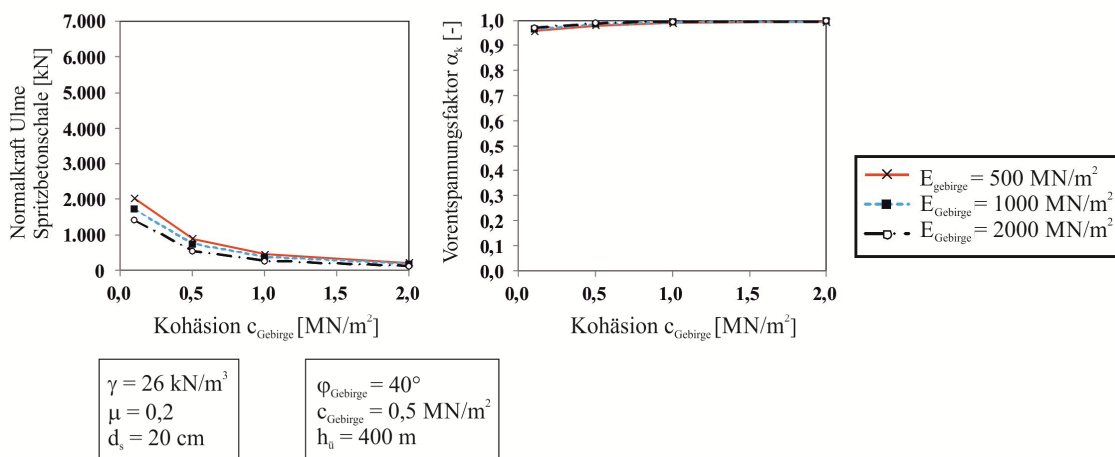 Normalkraft Ulme
Spritzbetonschale [kN]
7.000
6.000
5.000
4.000
3.000
2.000
1.000
0
0,0
0,5
1,0
1,5
2,0
Kohäsion c_Gebirge [MN/m²]
Vorentspannungsfaktor α_k [-]
1,0
0,9
0,8
0,7
0,6
0,5
0,4
0,3
0,2
0,1
0,0
0,0
0,5
1,0
1,5
2,0
Kohäsion c_Gebirge [MN/m²]
E_gebirge = 500 MN/m²
E_Gebirge = 1000 MN/m²
E_Gebirge = 2000 MN/m²
γ = 26 kN/m³
μ = 0,2
d_s = 20 cm
φ_Gebirge = 40°
c_Gebirge = 0,5 MN/m²
h_ü = 400 m